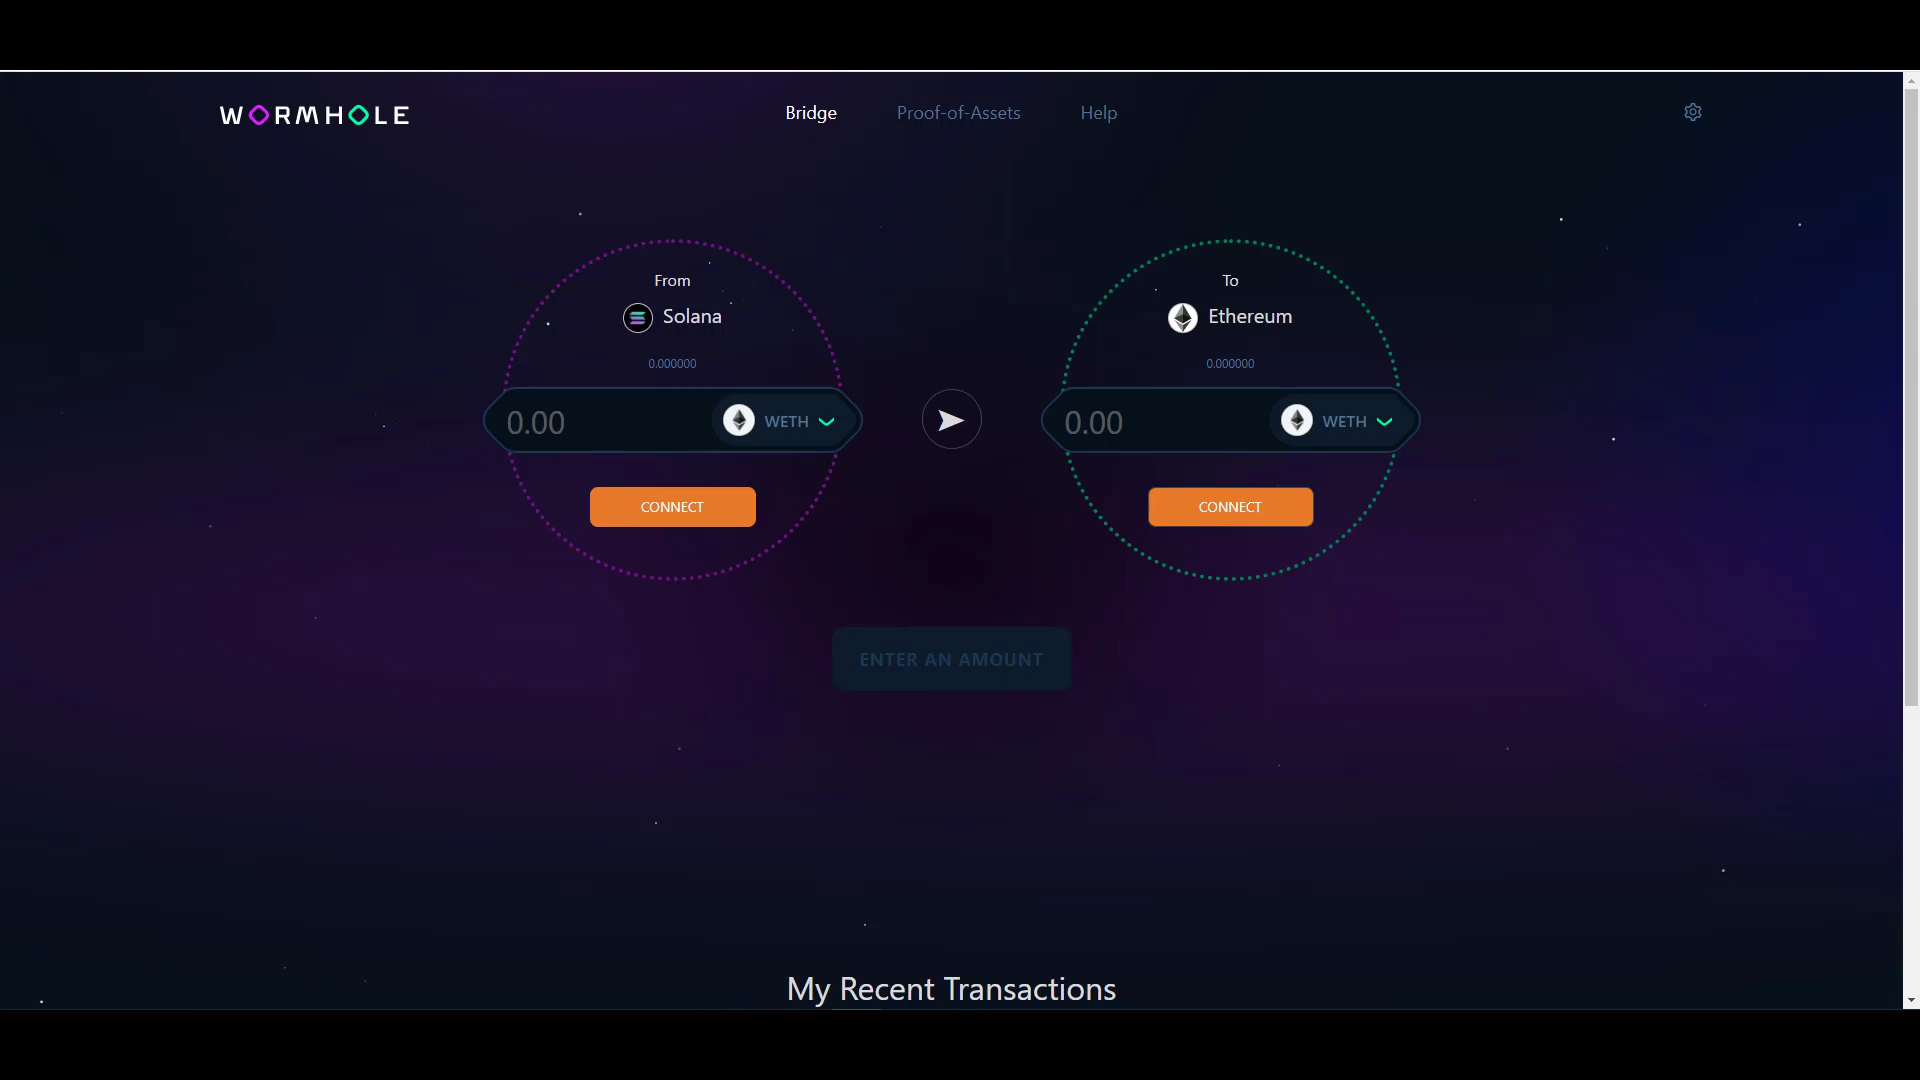 WORMHOLE
Bridge Proof-of-Assets Help
From
Solana
0.000000
0.00 WETH
CONNECT
To
Ethereum
0.000000
0.00 WETH
CONNECT
ENTER AN AMOUNT
My Recent Transactions